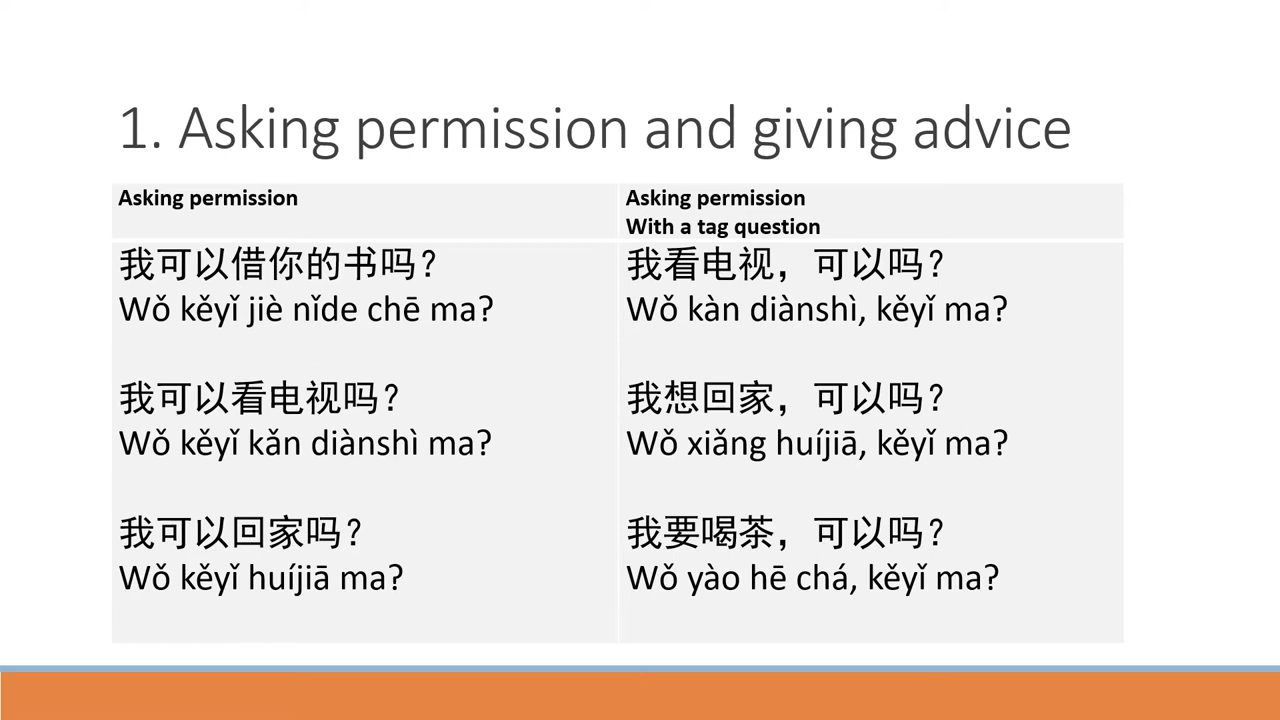 1. Asking permission and giving advice
Asking permission
我可以借你的书吗？
Wǒ kěyǐ jiè nǐde chē ma?
我可以看电视吗？
Wǒ kěyǐ kǎn diànshì ma?
我可以回家吗？
Wǒ kěyǐ huíjiā ma?
Asking permission
With a tag question
我看电视，可以吗？
Wǒ kàn diànshì, kěyǐ ma?
我想回家，可以吗？
Wǒ xiǎng huíjiā, kěyǐ ma?
我要喝茶，可以吗？
Wǒ yào hē chá, kěyǐ ma?